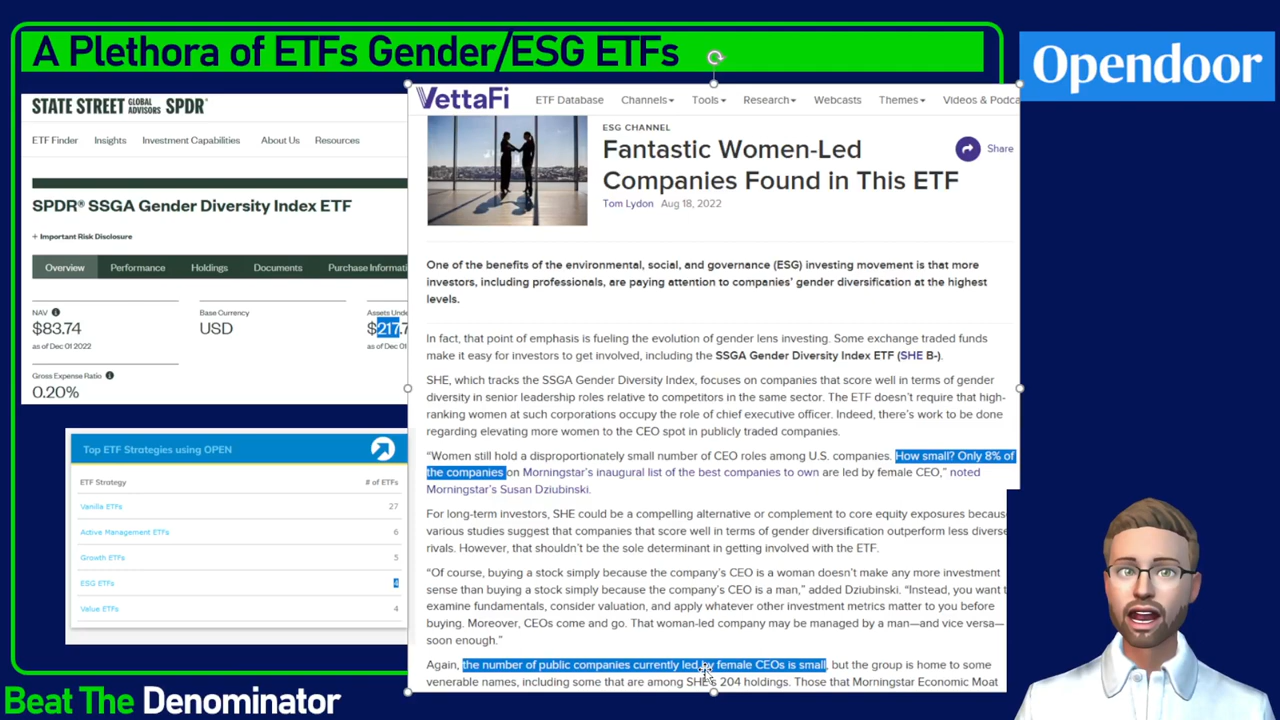 A Plethora of ETFs Gender/ESG ETFs
Opendoor
STATE STREET GLOBAL ADVISORS SPDR®
ETF Finder Insights Investment Capabilities About Us Resources
SPDR® SSGA Gender Diversity Index ETF
+ Important Risk Disclosure
Overview Performance Holdings Documents Purchase Informati
NAV Base Currency Assets Und
$83.74 USD $217.7
as of Dec 01 2022 as of Dec 01
Gross Expense Ratio
0.20%
Top ETF Strategies using OPEN
ETF Strategy # of ETFs
Vanilla ETFs 27
Active Management ETFs 6
Growth ETFs 5
ESG ETFs 4
Value ETFs 4
VettaFi ETF Database Channels Tools Research Webcasts Themes Videos & Podca
ESG CHANNEL
Fantastic Women-Led
Companies Found in This ETF
Share
Tom Lydon Aug 18, 2022
One of the benefits of the environmental, social, and governance (ESG) investing movement is that more
investors, including professionals, are paying attention to companies' gender diversification at the highest
levels.
In fact, that point of emphasis is fueling the evolution of gender lens investing. Some exchange traded funds
make it easy for investors to get involved, including the SSGA Gender Diversity Index ETF (SHE B-).
SHE, which tracks the SSGA Gender Diversity Index, focuses on companies that score well in terms of gender
diversity in senior leadership roles relative to competitors in the same sector. The ETF doesn't require that high-
ranking women at such corporations occupy the role of chief executive officer. Indeed, there's work to be done
regarding elevating more women to the CEO spot in publicly traded companies.
"Women still hold a disproportionately small number of CEO roles among U.S. companies. How small? Only 8% of
the companies on Morningstar's inaugural list of the best companies to own are led by female CEO," noted
Morningstar's Susan Dziubinski.
For long-term investors, SHE could be a compelling alternative or complement to core equity exposures becaus
various studies suggest that companies that score well in terms of gender diversification outperform less diverse
rivals. However, that shouldn't be the sole determinant in getting involved with the ETF.
"Of course, buying a stock simply because the company's CEO is a woman doesn't make any more investment
sense than buying a stock simply because the company's CEO is a man," added Dziubinski. "Instead, you want t
examine fundamentals, consider valuation, and apply whatever other investment metrics matter to you before
buying. Moreover, CEOs come and go. That woman-led company may be managed by a man—and vice versa—
soon enough."
Again, the number of public companies currently led by female CEOs is small, but the group is home to some
venerable names, including some that are among SHE's 204 holdings. Those that Morningstar Economic Moat
Beat The Denominator